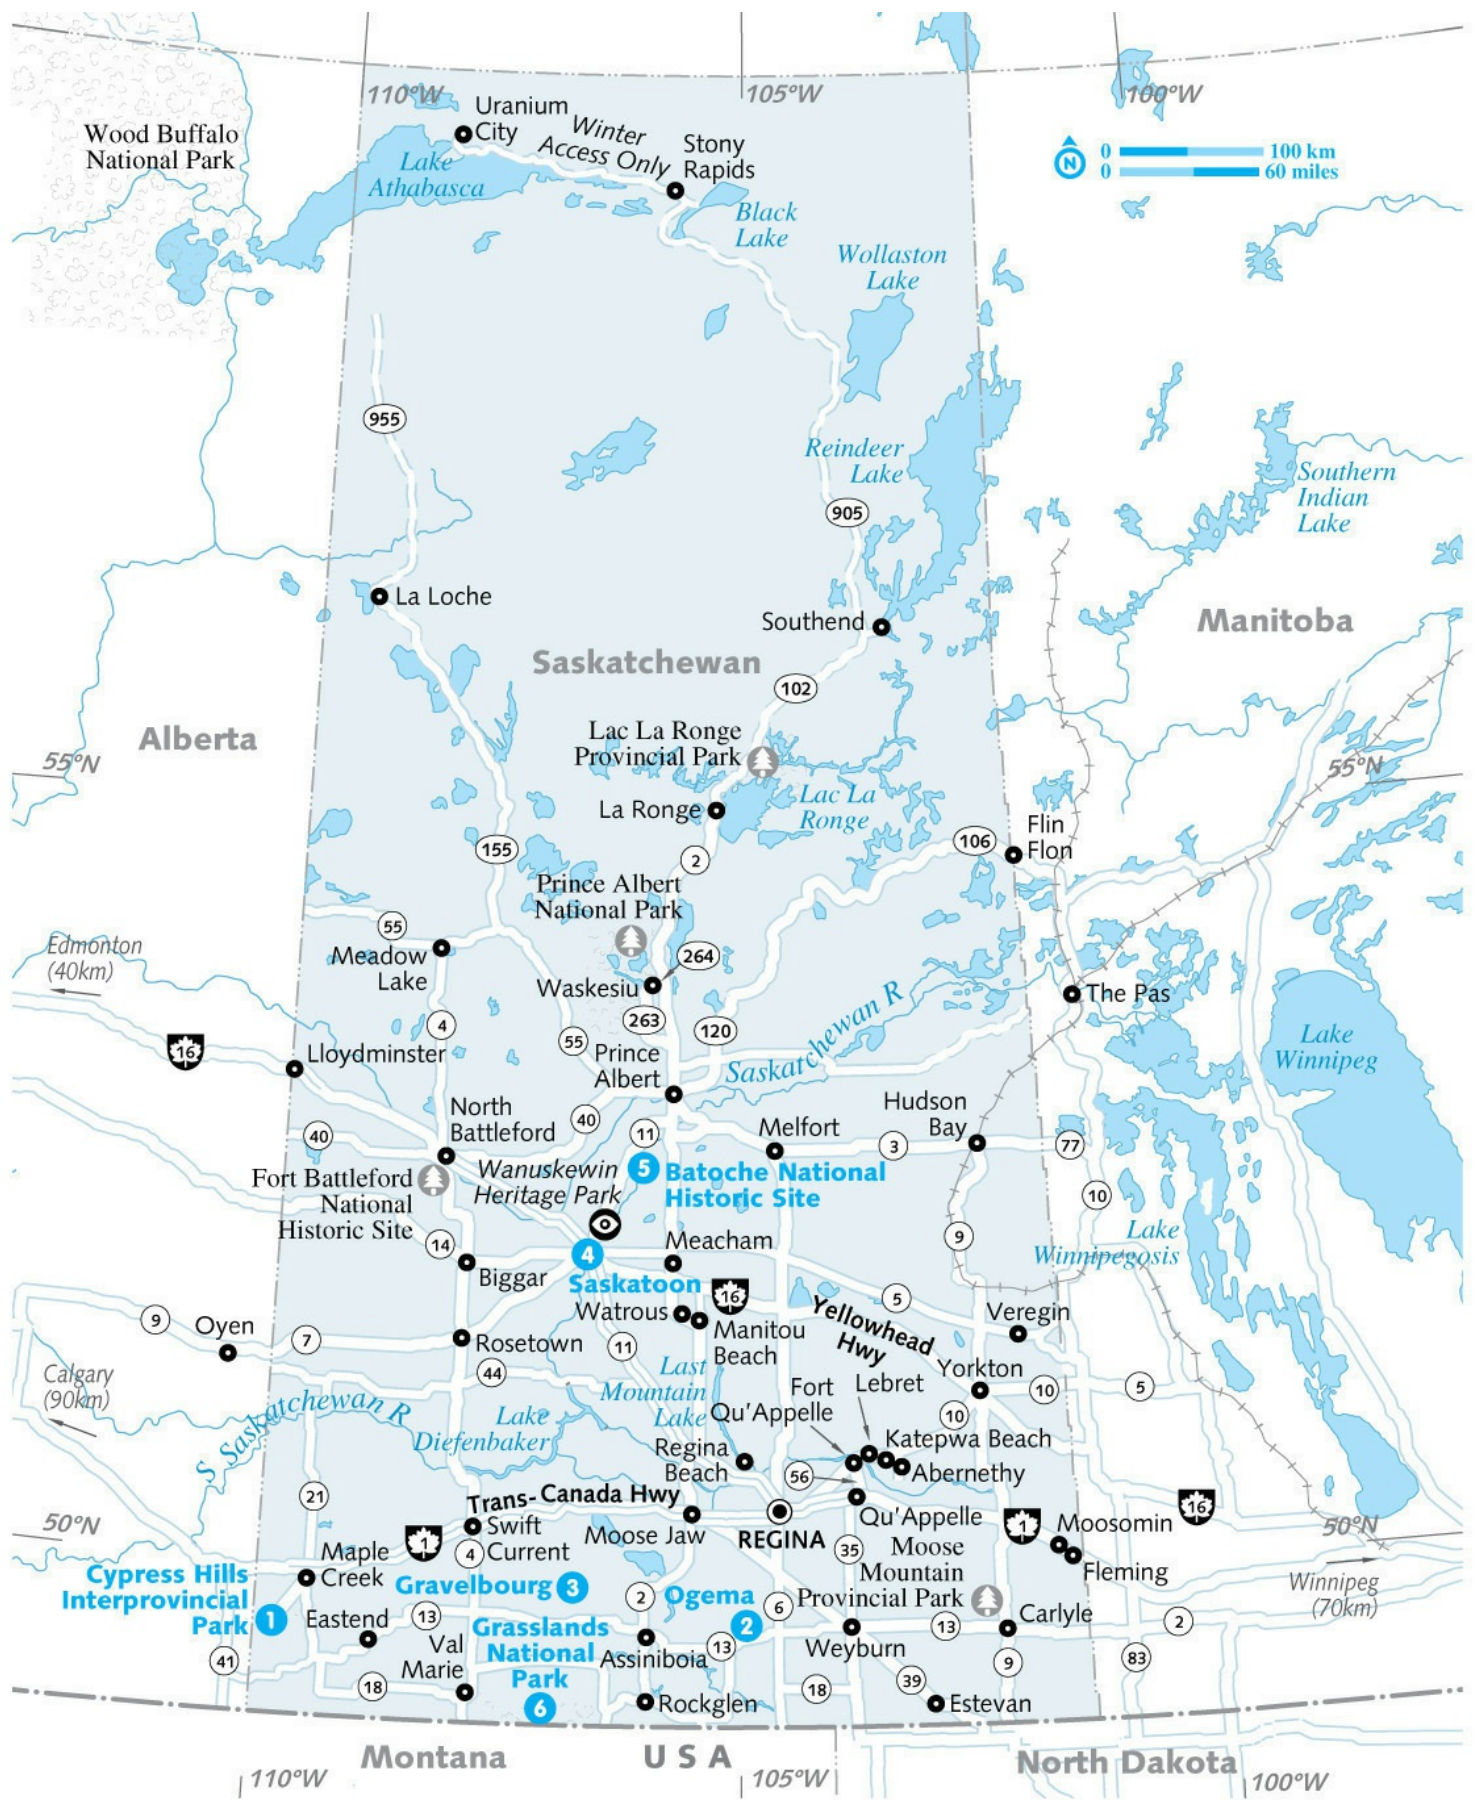 110°W
105°W
100°W
Uranium
City
Winter
Access Only
Stony
Rapids
Wood Buffalo
National Park
Lake
Athabasca
N
0 100 km
0 60 miles
Black
Lake
Wollaston
Lake
955
Reindeer
Lake
Southern
Indian
Lake
905
La Loche
Southend
Manitoba
Saskatchewan
102
Alberta
Lac La Ronge
Provincial Park
55°N
55°N
La Ronge
Lac La
Ronge
Flin
Flon
106
155
2
Prince Albert
National Park
55
Meadow
Lake
Edmonton
(40km)
264
Waskesiu
The Pas
263
120
Saskatchewan R
4
55
16
Lloydminster
Prince
Albert
Lake
Winnipeg
North
Battleford
40
40
11
Melfort
Hudson
Bay
3
77
Fort Battleford
National
Historic Site
Wanuskewin
Heritage Park
5 Batoche National
Historic Site
10
14
9
4
Saskatoon
Meacham
Lake
Winnipegosis
Biggar
16
Watrous
Manitou
Beach
Yellowhead
Hwy
5
Veregin
9
Oyen
7
Rosetown
11
44
Last
Mountain
Lake
Calgary
(90km)
Yorkton
10
5
Fort
Qu'Appelle
Lebret
10
S Saskatchewan R
Lake
Diefenbaker
Katepwa Beach
Abernethy
Regina
Beach
56
21
Trans-Canada Hwy
Qu'Appelle
16
50°N
50°N
Swift
Current
1
4
Moose Jaw
REGINA
1
Moosomin
Fleming
35
Moose
Mountain
Provincial Park
Maple
Creek
Cypress Hills
Interprovincial
Park 1
Gravelbourg 3
2
Ogema
2
6
Winnipeg
(70km)
Eastend
13
Grasslands
National
Park
6
Val
Marie
Assiniboia
13
Weyburn
13
Carlyle
2
41
18
Rockglen
18
39
Estevan
9
83
Montana
USA
North Dakota
110°W
105°W
100°W